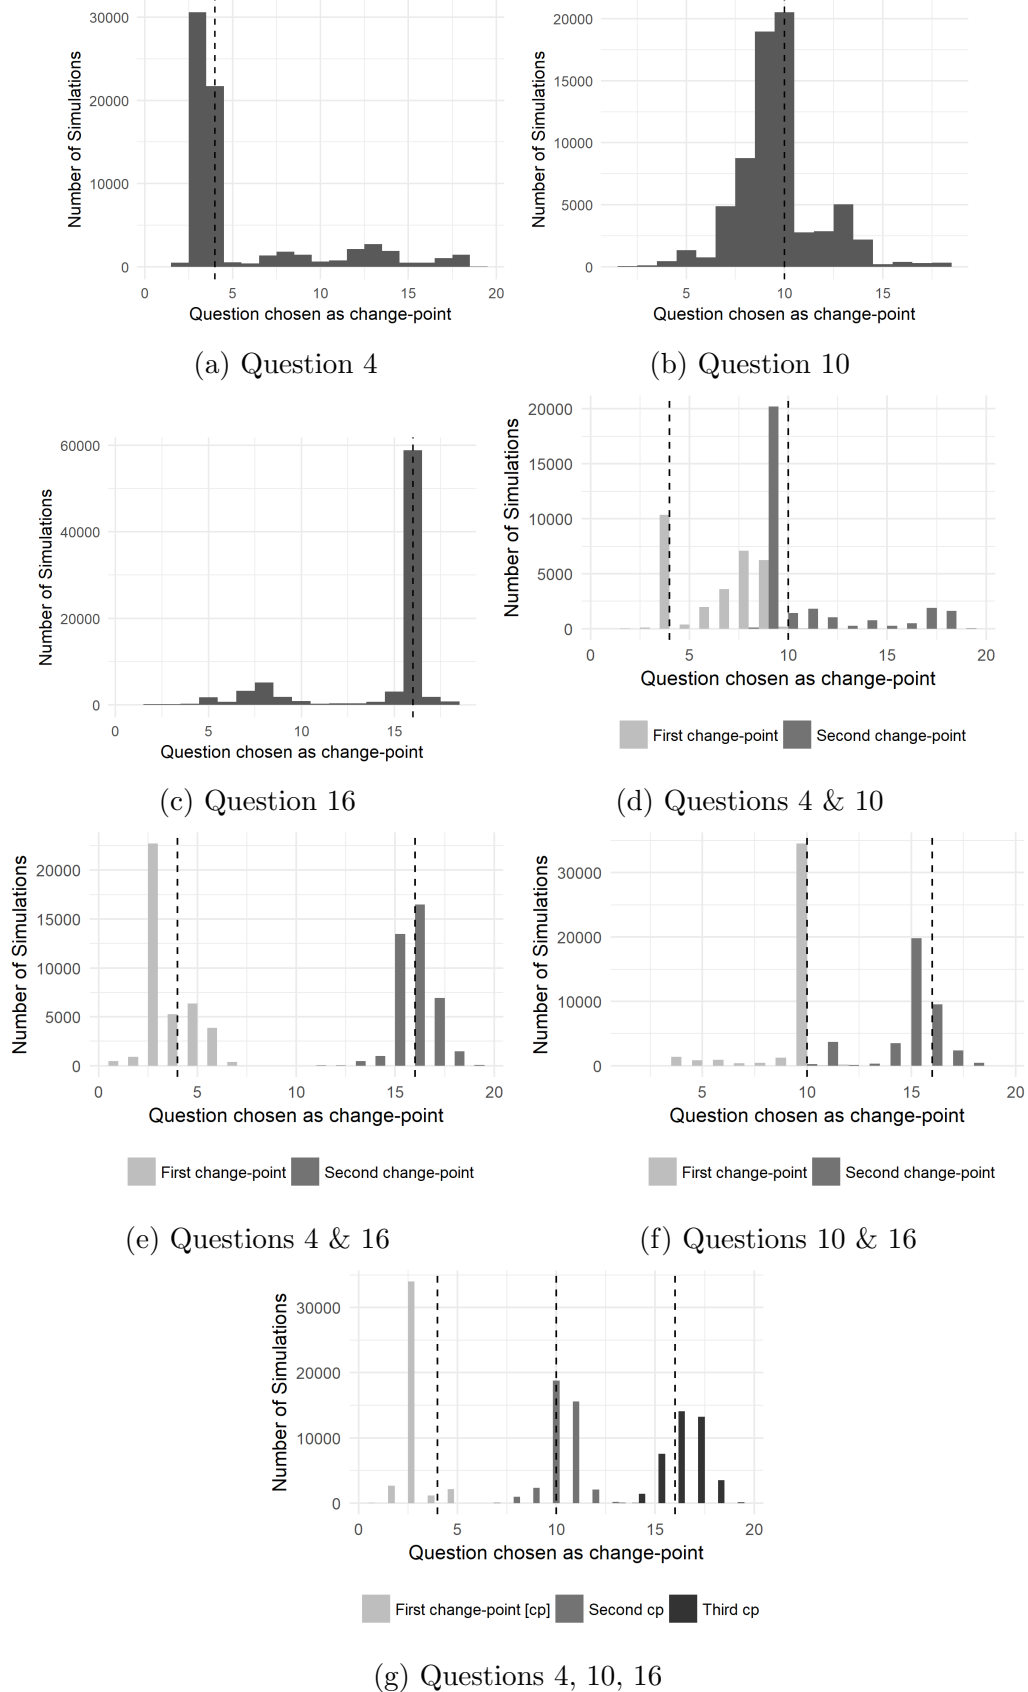 30000
20000
10000
0
0 5 10 15 20
Number of Simulations
Question chosen as change-point
(a) Question 4
20000
15000
10000
5000
0
5 10 15
Number of Simulations
Question chosen as change-point
(b) Question 10
60000
40000
20000
0
0 5 10 15
Number of Simulations
Question chosen as change-point
(c) Question 16
20000
15000
10000
5000
0
0 5 10 15 20
Number of Simulations
Question chosen as change-point
First change-point Second change-point
(d) Questions 4 & 10
20000
15000
10000
5000
0
0 5 10 15 20
Number of Simulations
Question chosen as change-point
First change-point Second change-point
(e) Questions 4 & 16
30000
20000
10000
0
5 10 15 20
Number of Simulations
Question chosen as change-point
First change-point Second change-point
(f) Questions 10 & 16
30000
20000
10000
0
0 5 10 15 20
Number of Simulations
Question chosen as change-point
First change-point [cp] Second cp Third cp
(g) Questions 4, 10, 16